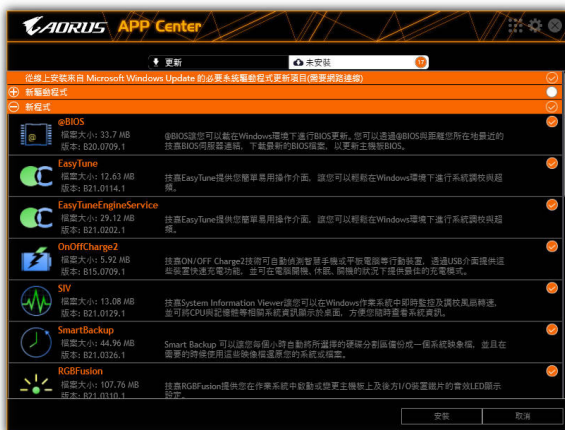 AORUS APP Center
更新
未安裝
17
從線上安裝來自 Microsoft Windows Update 的必要系統驅動程式更新項目(需要網路連線)
新驅動程式
新程式
@BIOS
檔案大小: 33.7 MB
版本: B20.0709.1
@BIOS讓您可以載在Windows環境下進行BIOS更新。您可以通過@BIOS與距離您所在地最近的
技嘉BIOS伺服器連結, 下載最新的BIOS檔案, 以更新主機板BIOS。
EasyTune
檔案大小: 12.63 MB
版本: B21.0114.1
技嘉EasyTune提供您簡單易用操作介面, 讓您可以輕鬆在Windows環境下進行系統調校與超
頻。
EasyTuneEngineService
檔案大小: 29.12 MB
版本: B21.0202.1
技嘉EasyTune提供您簡單易用操作介面, 讓您可以輕鬆在Windows環境下進行系統調校與超
頻。
OnOffCharge2
檔案大小: 5.92 MB
版本: B15.0709.1
技嘉ON/OFF Charge2技術可自動偵測智慧手機或平板電腦等行動裝置, 透過USB介面提供這
些裝置快速充電功能, 並可在電腦開機、休眠、關機的狀況下提供最佳的充電模式。
SIV
檔案大小: 13.08 MB
版本: B21.0129.1
技嘉System Information Viewer讓您可以在Windows作業系統中即時監控及調校風扇轉速,
並可將CPU與記憶體等相關系統資訊顯示於桌面, 方便您隨時查看系統資訊。
SmartBackup
檔案大小: 44.96 MB
版本: B21.0326.1
Smart Backup 可以讓您每個小時自動將所選擇的硬碟分割區備份成一個系統映象檔, 並且在
需要的時候使用這些映像檔還原您的系統或檔案。
RGBFusion
檔案大小: 107.76 MB
版本: B21.0310.1
技嘉RGBFusion提供您在作業系統中啟動或變更主機板上及後方I/O裝置鐵片的音效LED顯示
設定。
安裝
取消